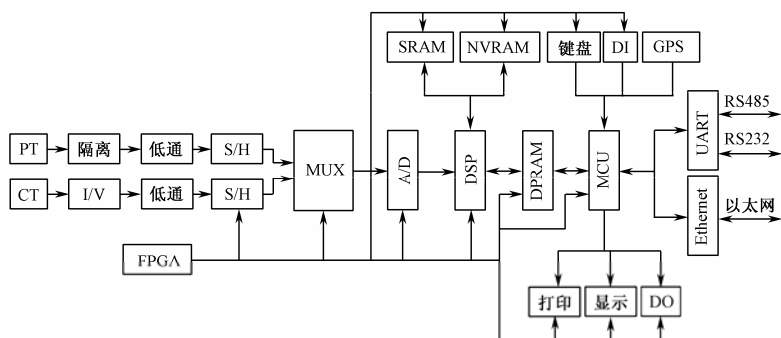 SRAM
NVRAM
键盘
DI
GPS
PT
隔离
低通
S/H
MUX
A/D
DSP
DPRAM
MCU
UART
RS485
RS232
CT
I/V
低通
S/H
Ethernet
以太网
FPGA
打印
显示
DO